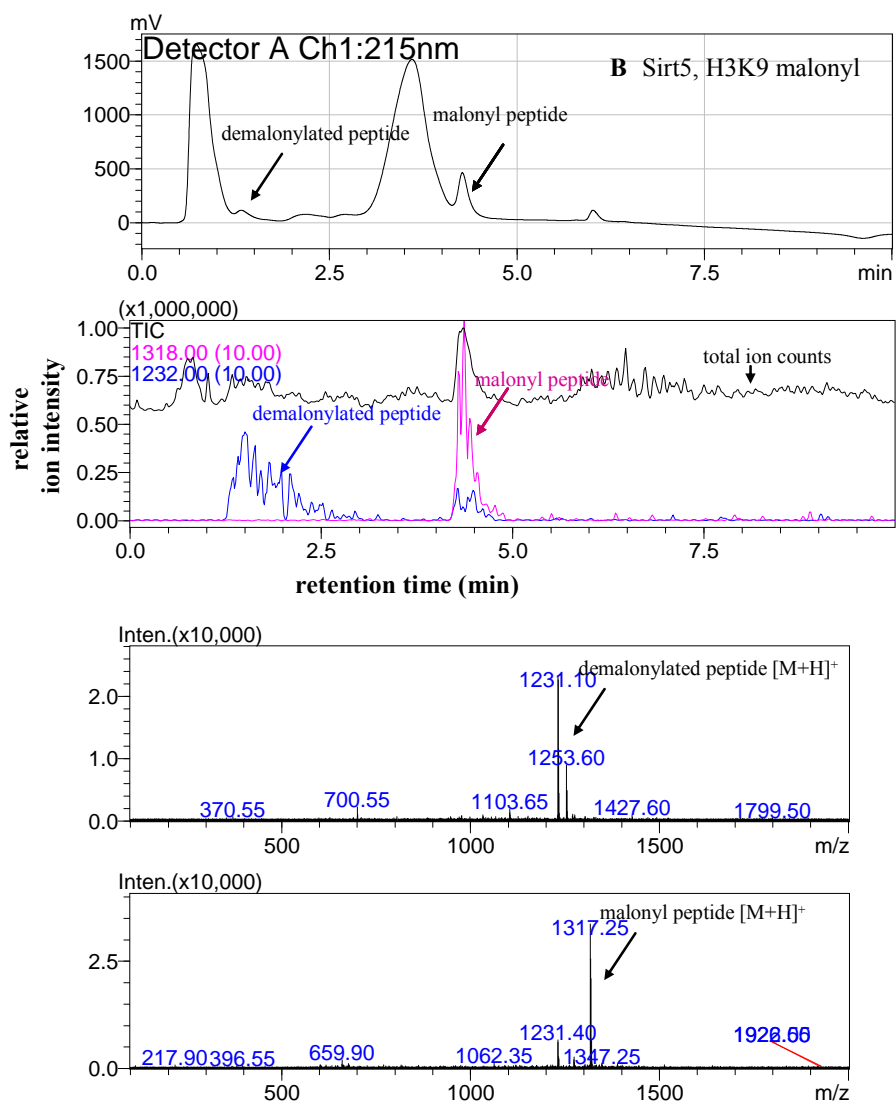 mV
Detector A Ch1:215nm
B Sirt5, H3K9 malonyl
1500
malonyl peptide
demalonylated peptide
1000
500
0
0.0 2.5 5.0 7.5 min
(x1,000,000)
1.00
TIC
1318.00 (10.00)
1232.00 (10.00)
total ion counts
malonyl peptide
0.75
demalonylated peptide
0.50
0.25
0.00
relative
ion intensity
0.0 2.5 5.0 7.5
retention time (min)
Inten.(x10,000)
demalonylated peptide [M+H]+
1231.10
2.0
1253.60
1.0
370.55 700.55 1103.65 1427.60 1799.50
0.0
500 1000 1500 m/z
Inten.(x10,000)
malonyl peptide [M+H]+
1317.25
2.5
1231.40
217.90 396.55 659.90 1062.35 1347.25
0.0
500 1000 1500 m/z